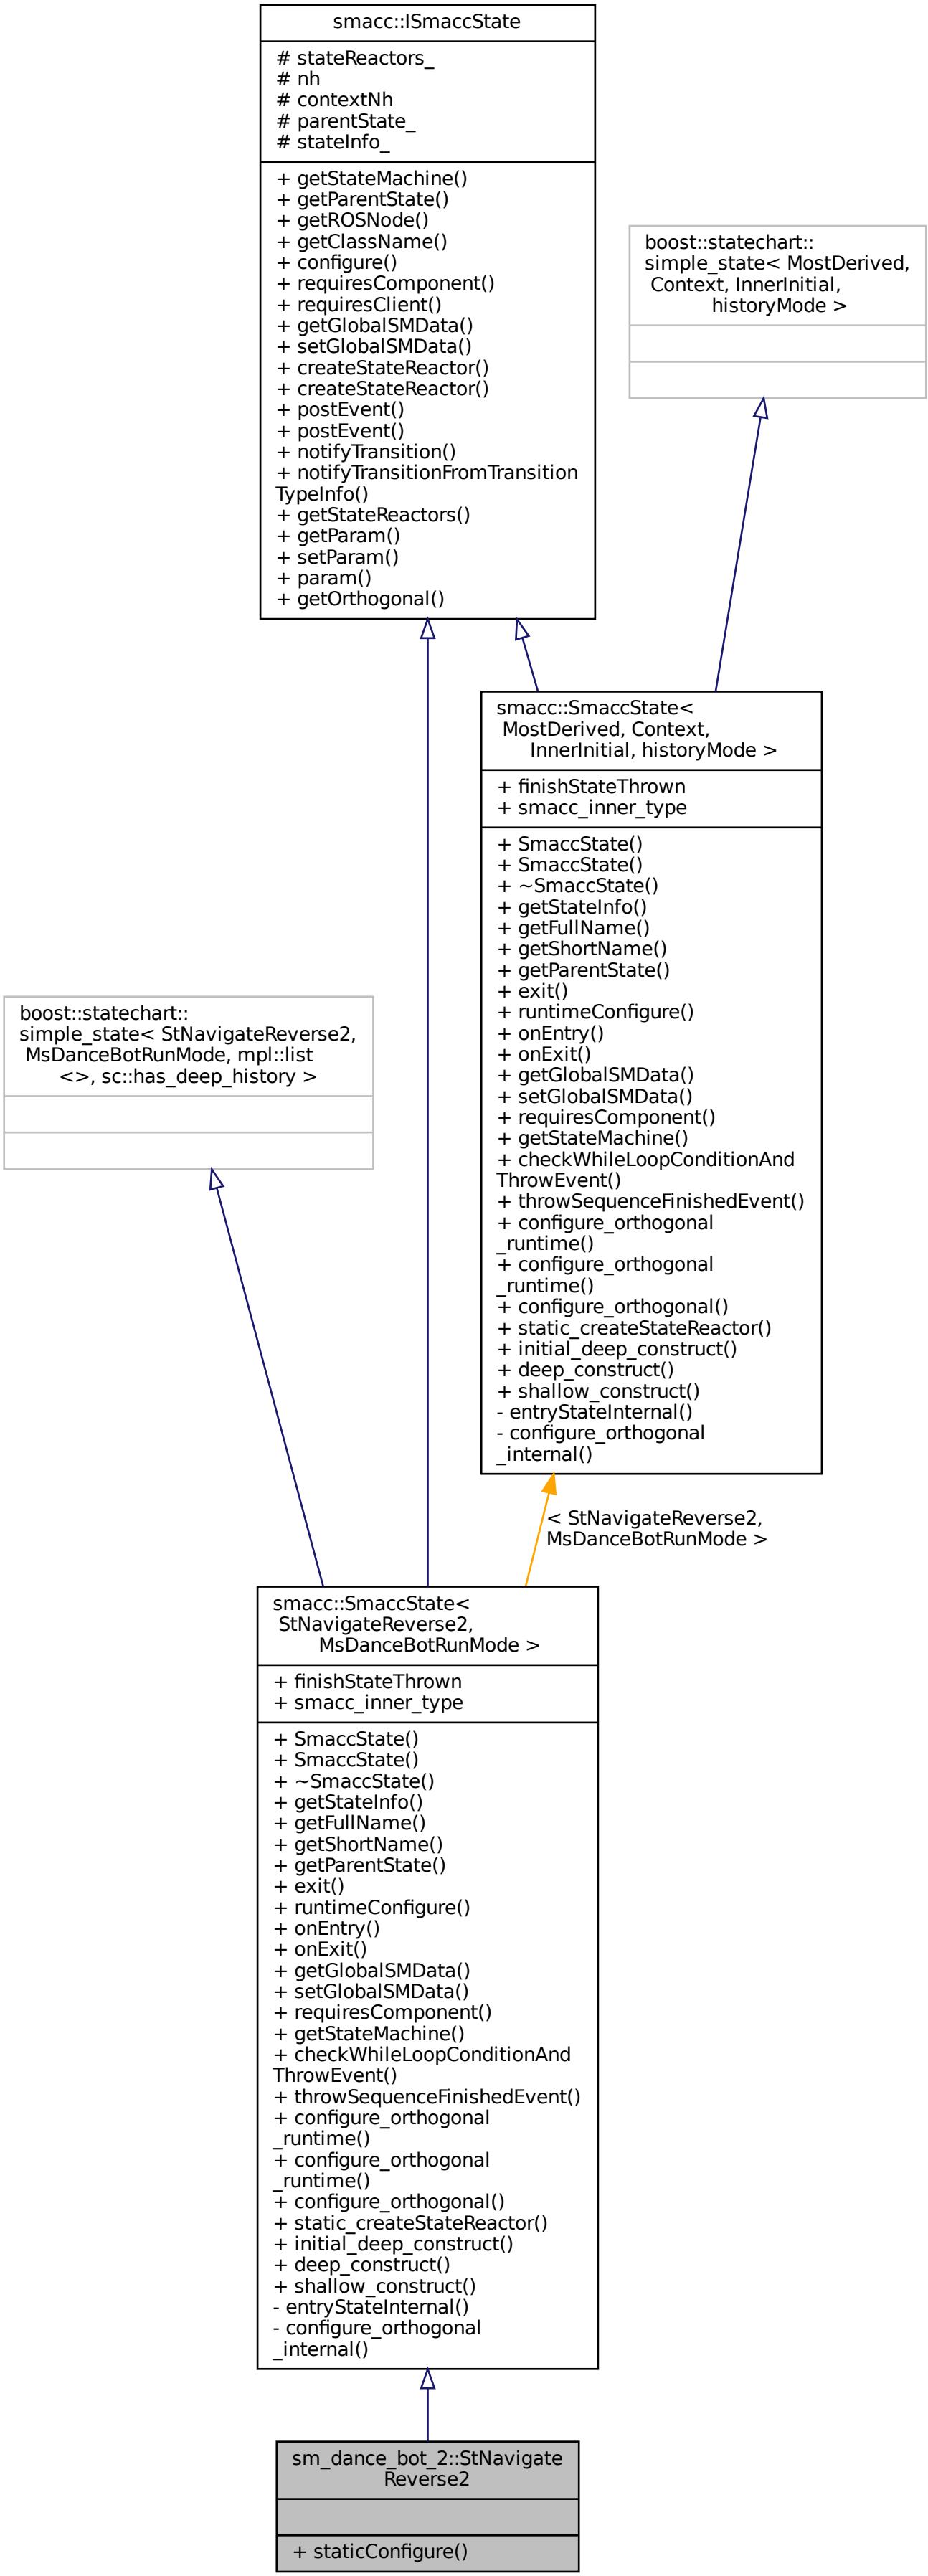 smacc::ISmaccState
# stateReactors_
# nh
# contextNh
# parentState_
# stateInfo_
+ getStateMachine()
+ getParentState()
+ getROSNode()
+ getClassName()
+ configure()
+ requiresComponent()
+ requiresClient()
+ getGlobalSMData()
+ setGlobalSMData()
+ createStateReactor()
+ createStateReactor()
+ postEvent()
+ postEvent()
+ notifyTransition()
+ notifyTransitionFromTransition
TypeInfo()
+ getStateReactors()
+ getParam()
+ setParam()
+ param()
+ getOrthogonal()
boost::statechart::
simple_state< MostDerived,
Context, InnerInitial,
historyMode >
smacc::SmaccState<
MostDerived, Context,
InnerInitial, historyMode >
+ finishStateThrown
+ smacc_inner_type
+ SmaccState()
+ SmaccState()
+ ~SmaccState()
+ getStateInfo()
+ getFullName()
+ getShortName()
+ getParentState()
+ exit()
+ runtimeConfigure()
+ onEntry()
+ onExit()
+ getGlobalSMData()
+ setGlobalSMData()
+ requiresComponent()
+ getStateMachine()
+ checkWhileLoopConditionAnd
ThrowEvent()
+ throwSequenceFinishedEvent()
+ configure_orthogonal
_runtime()
+ configure_orthogonal
_runtime()
+ configure_orthogonal()
+ static_createStateReactor()
+ initial_deep_construct()
+ deep_construct()
+ shallow_construct()
- entryStateInternal()
- configure_orthogonal
_internal()
boost::statechart::
simple_state< StNavigateReverse2,
MsDanceBotRunMode, mpl::list
<>, sc::has_deep_history >
< StNavigateReverse2,
MsDanceBotRunMode >
smacc::SmaccState<
StNavigateReverse2,
MsDanceBotRunMode >
+ finishStateThrown
+ smacc_inner_type
+ SmaccState()
+ SmaccState()
+ ~SmaccState()
+ getStateInfo()
+ getFullName()
+ getShortName()
+ getParentState()
+ exit()
+ runtimeConfigure()
+ onEntry()
+ onExit()
+ getGlobalSMData()
+ setGlobalSMData()
+ requiresComponent()
+ getStateMachine()
+ checkWhileLoopConditionAnd
ThrowEvent()
+ throwSequenceFinishedEvent()
+ configure_orthogonal
_runtime()
+ configure_orthogonal
_runtime()
+ configure_orthogonal()
+ static_createStateReactor()
+ initial_deep_construct()
+ deep_construct()
+ shallow_construct()
- entryStateInternal()
- configure_orthogonal
_internal()
sm_dance_bot_2::StNavigate
Reverse2
+ staticConfigure()